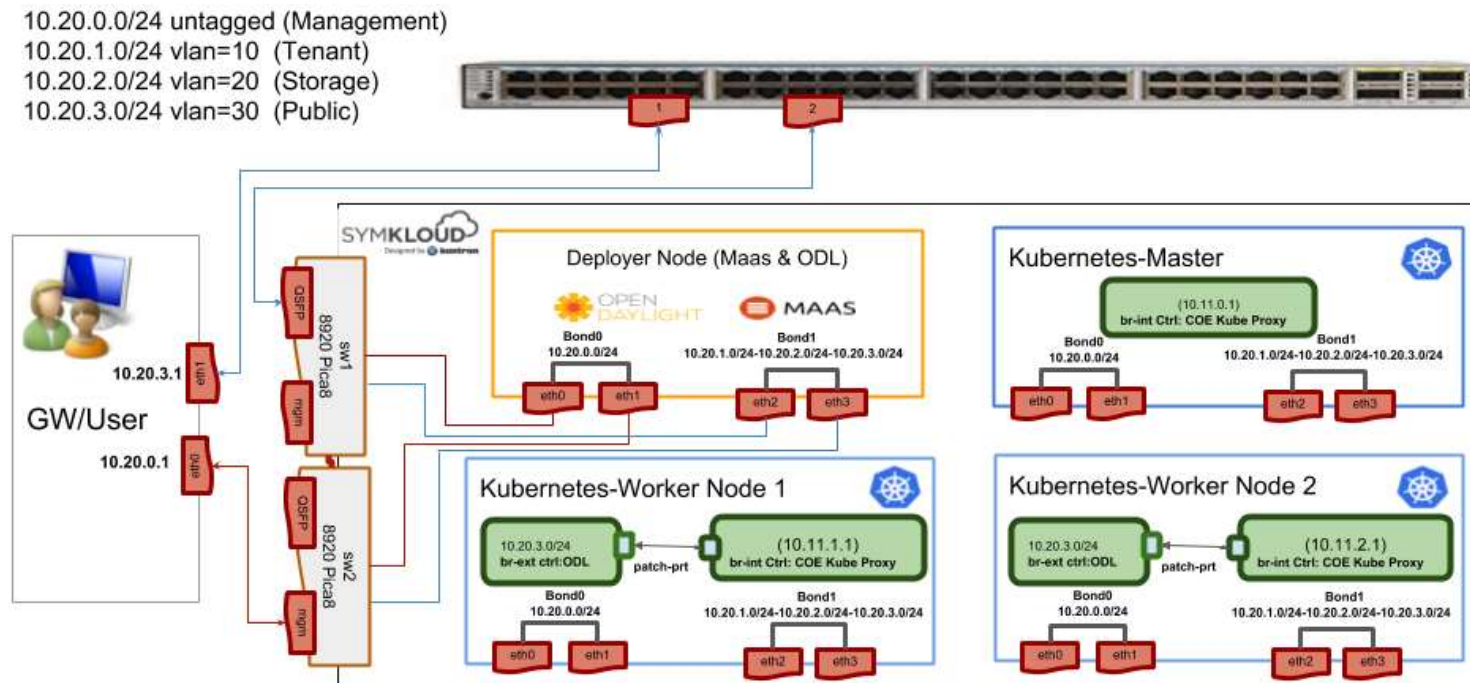 10.20.0.0/24 untagged (Management)
10.20.1.0/24 vlan=10 (Tenant)
10.20.2.0/24 vlan=20 (Storage)
10.20.3.0/24 vlan=30 (Public)
1
2
SYMKLOUD
Designed by kontron
GW/User
10.20.3.1
eth1
10.20.0.1
eth0
QSFP
mgm
sw1
8920 Pica8
QSFP
mgm
sw2
8920 Pica8
Deployer Node (Maas & ODL)
OPEN
DAYLIGHT
MAAS
Bond0
10.20.0.0/24
Bond1
10.20.1.0/24-10.20.2.0/24-10.20.3.0/24
eth0
eth1
eth2
eth3
Kubernetes-Master
(10.11.0.1)
br-int Ctrl: COE Kube Proxy
Bond0
10.20.0.0/24
Bond1
10.20.1.0/24-10.20.2.0/24-10.20.3.0/24
eth0
eth1
eth2
eth3
Kubernetes-Worker Node 1
10.20.3.0/24
br-ext ctrl:ODL
patch-prt
(10.11.1.1)
br-int Ctrl: COE Kube Proxy
Bond0
10.20.0.0/24
Bond1
10.20.1.0/24-10.20.2.0/24-10.20.3.0/24
eth0
eth1
eth2
eth3
Kubernetes-Worker Node 2
10.20.3.0/24
br-ext ctrl:ODL
patch-prt
(10.11.2.1)
br-int Ctrl: COE Kube Proxy
Bond0
10.20.0.0/24
Bond1
10.20.1.0/24-10.20.2.0/24-10.20.3.0/24
eth0
eth1
eth2
eth3